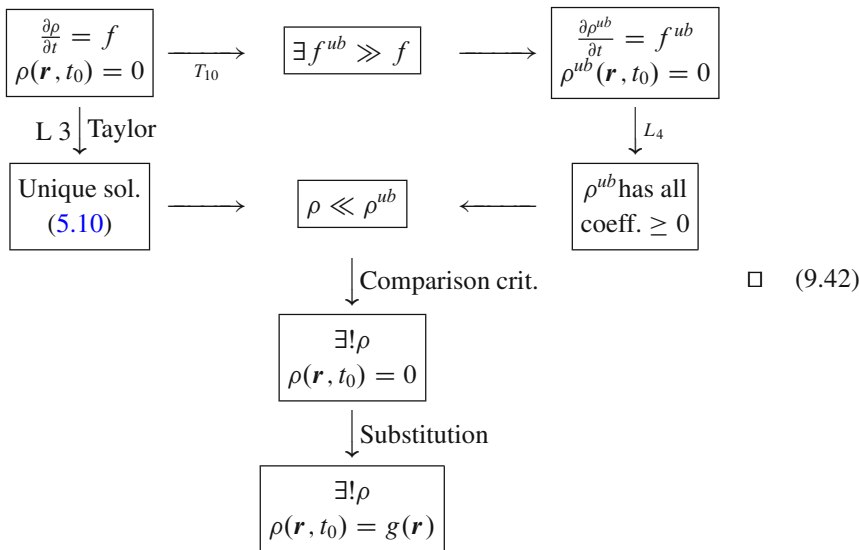 ∂ρ/∂t = f
ρ(r, t₀) = 0
T₁₀
∃ f^{ub} ≫ f
∂ρ^{ub}/∂t = f^{ub}
ρ^{ub}(r, t₀) = 0
L 3
Taylor
L₄
Unique sol.
(5.10)
ρ ≪ ρ^{ub}
ρ^{ub} has all
coeff. ≥ 0
Comparison crit.
□ (9.42)
∃!ρ
ρ(r, t₀) = 0
Substitution
∃!ρ
ρ(r, t₀) = g(r)